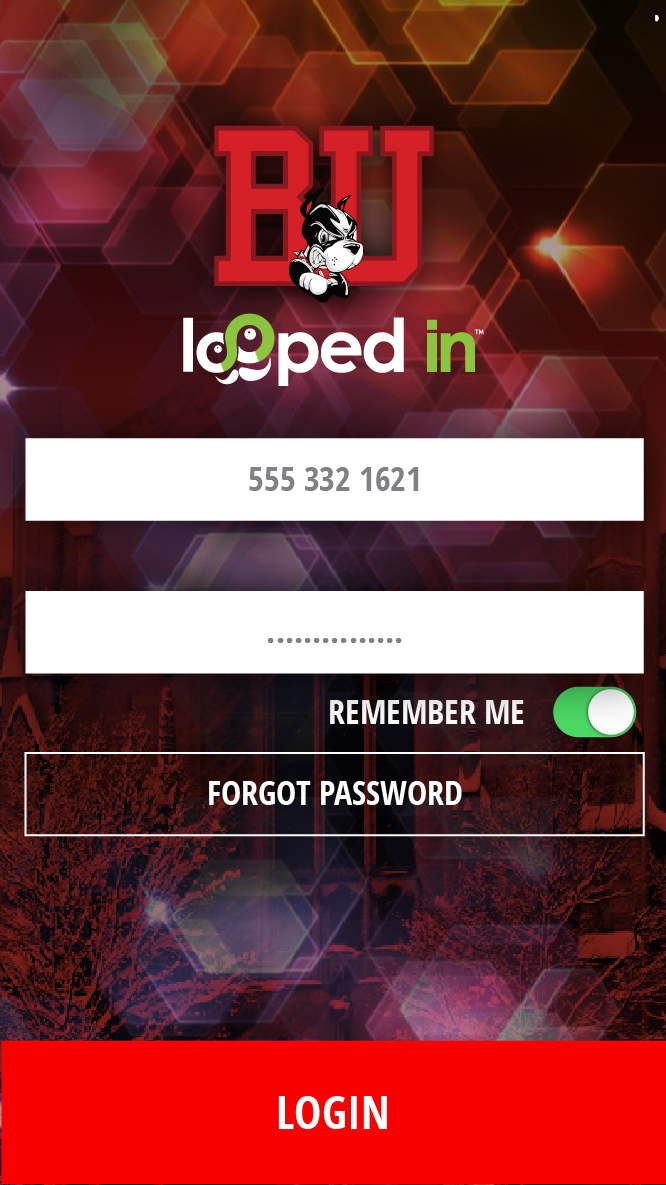 BU
looped in™
555 332 1621
...............
REMEMBER ME
FORGOT PASSWORD
LOGIN